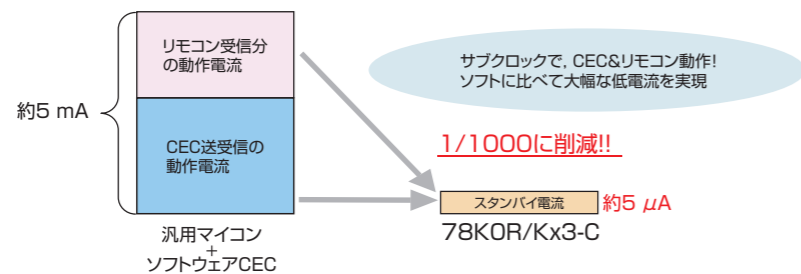 リモコン受信分
の動作電流
約5 mA
CEC送受信の
動作電流
汎用マイコン
+
ソフトウェアCEC
サブクロックで, CEC&リモコン動作!
ソフトに比べて大幅な低電流を実現
1/1000に削減!!
スタンバイ電流
約5 μA
78K0R/Kx3-C